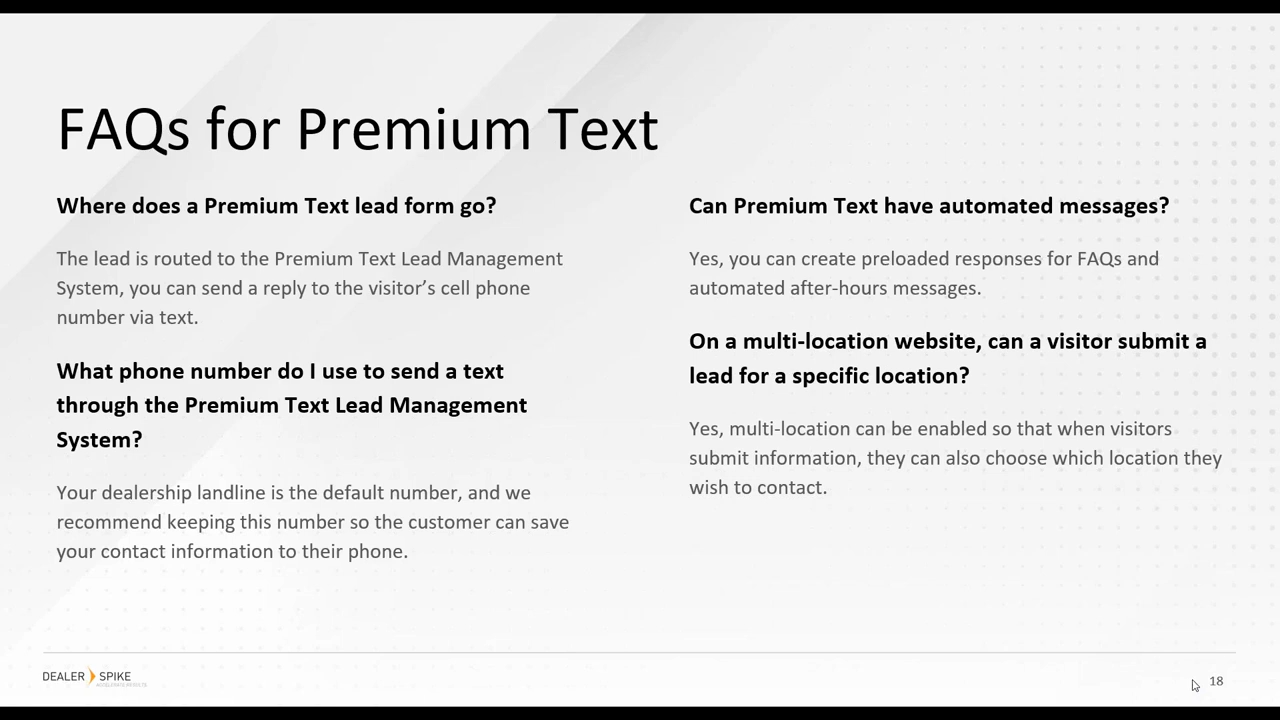 FAQs for Premium Text
Where does a Premium Text lead form go?
The lead is routed to the Premium Text Lead Management
System, you can send a reply to the visitor’s cell phone
number via text.
What phone number do I use to send a text
through the Premium Text Lead Management
System?
Your dealership landline is the default number, and we
recommend keeping this number so the customer can save
your contact information to their phone.
Can Premium Text have automated messages?
Yes, you can create preloaded responses for FAQs and
automated after-hours messages.
On a multi-location website, can a visitor submit a
lead for a specific location?
Yes, multi-location can be enabled so that when visitors
submit information, they can also choose which location they
wish to contact.
DEALER SPIKE
18